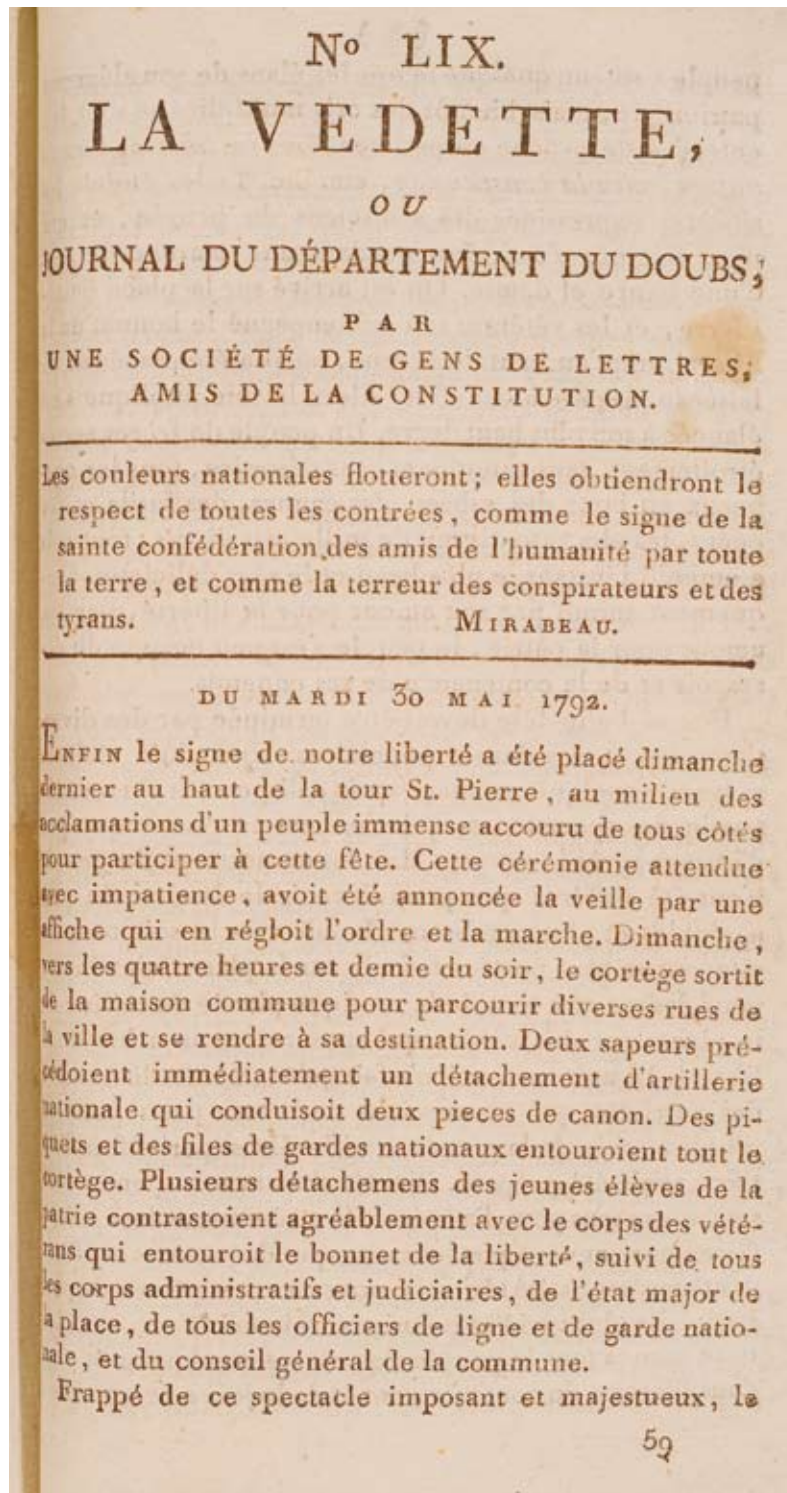 No LIX.
LA VEDETTE,
OU
JOURNAL DU DÉPARTEMENT DU DOUBS,
PAR
UNE SOCIÉTÉ DE GENS DE LETTRES,
AMIS DE LA CONSTITUTION.
Les couleurs nationales flotteront ; elles obtiendront le
respect de toutes les contrées, comme le signe de la
sainte confédération des amis de l'humanité par toute
la terre, et comme la terreur des conspirateurs et des
tyrans. MIRABEAU.
DU MARDI 30 MAI 1792.
ENFIN le signe de notre liberté a été placé dimanche
dernier au haut de la tour St. Pierre, au milieu des
acclamations d'un peuple immense accouru de tous côtés
pour participer à cette fête. Cette cérémonie attendue
avec impatience, avoit été annoncée la veille par une
affiche qui en régloit l'ordre et la marche. Dimanche,
vers les quatre heures et demie du soir, le cortège sortit
de la maison commune pour parcourir diverses rues de
la ville et se rendre à sa destination. Deux sapeurs pré-
cédoient immédiatement un détachement d'artillerie
nationale qui conduisoit deux pieces de canon. Des pi-
quets et des files de gardes nationaux entouroient tout le
cortège. Plusieurs détachemens des jeunes élèves de la
patrie contrastoient agréablement avec le corps des vété-
rans qui entouroit le bonnet de la liberté, suivi de tous
les corps administratifs et judiciaires, de l'état major de
la place, de tous les officiers de ligne et de garde natio-
nale, et du conseil général de la commune.
Frappé de ce spectacle imposant et majestueux, le
59